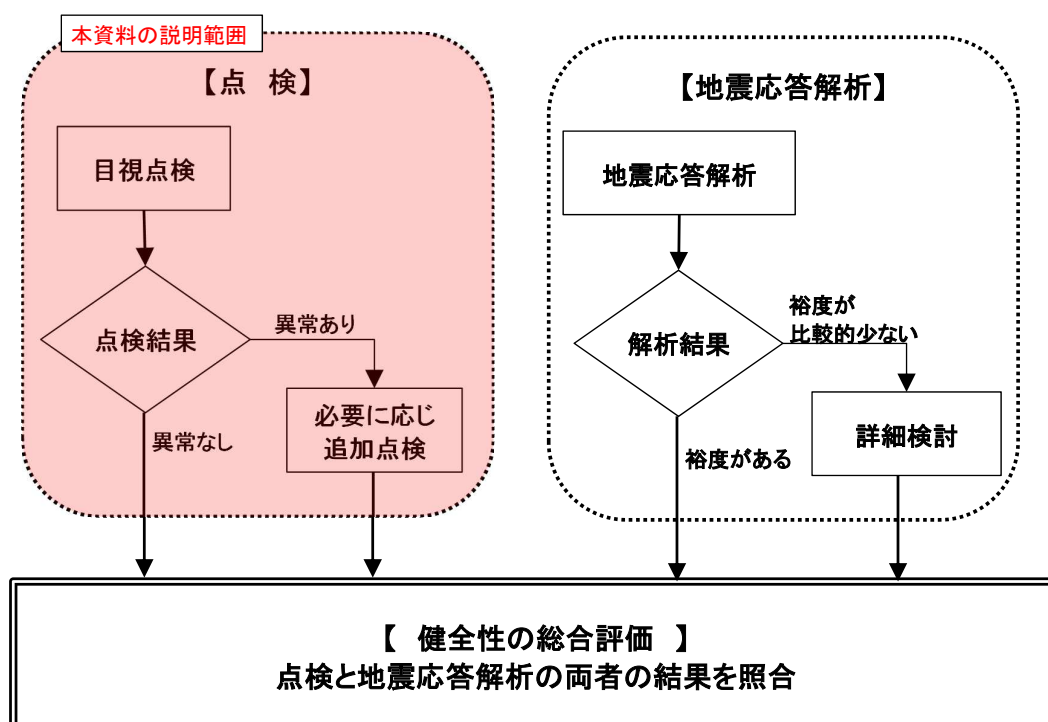 本資料の説明範囲
【点　検】
目視点検
点検結果
異常あり
異常なし
必要に応じ
追加点検
【地震応答解析】
地震応答解析
解析結果
裕度が
比較的少ない
裕度がある
詳細検討
【　健全性の総合評価　】
点検と地震応答解析の両者の結果を照合